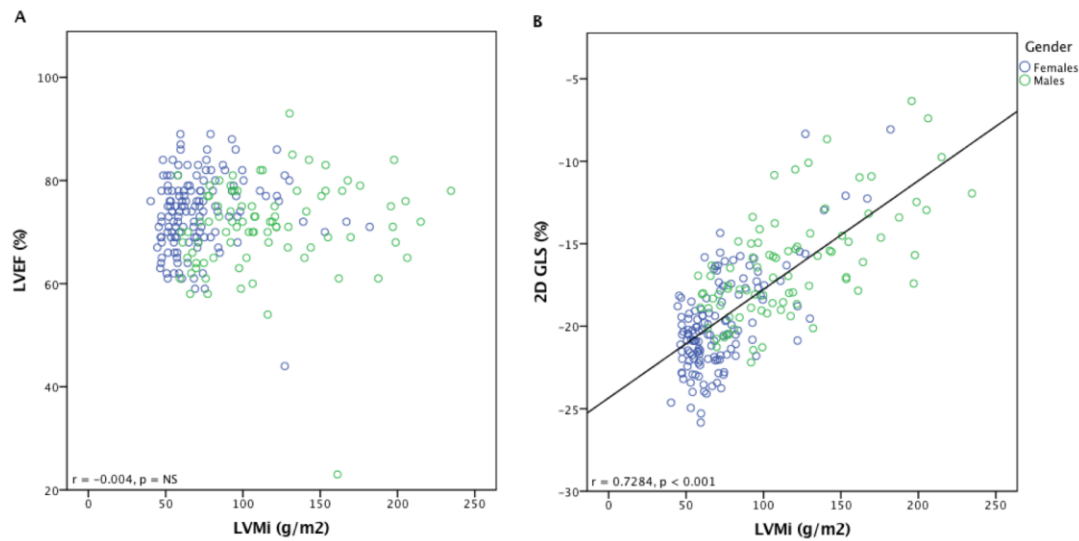 A
LVEF (%)
100
80
60
40
20
r = −0.004, p = NS
0 50 100 150 200 250
LVMi (g/m2)
B
2D GLS (%)
−5
−10
−15
−20
−25
−30
r = 0.7284, p < 0.001
0 50 100 150 200 250
LVMi (g/m2)
Gender
Females
Males